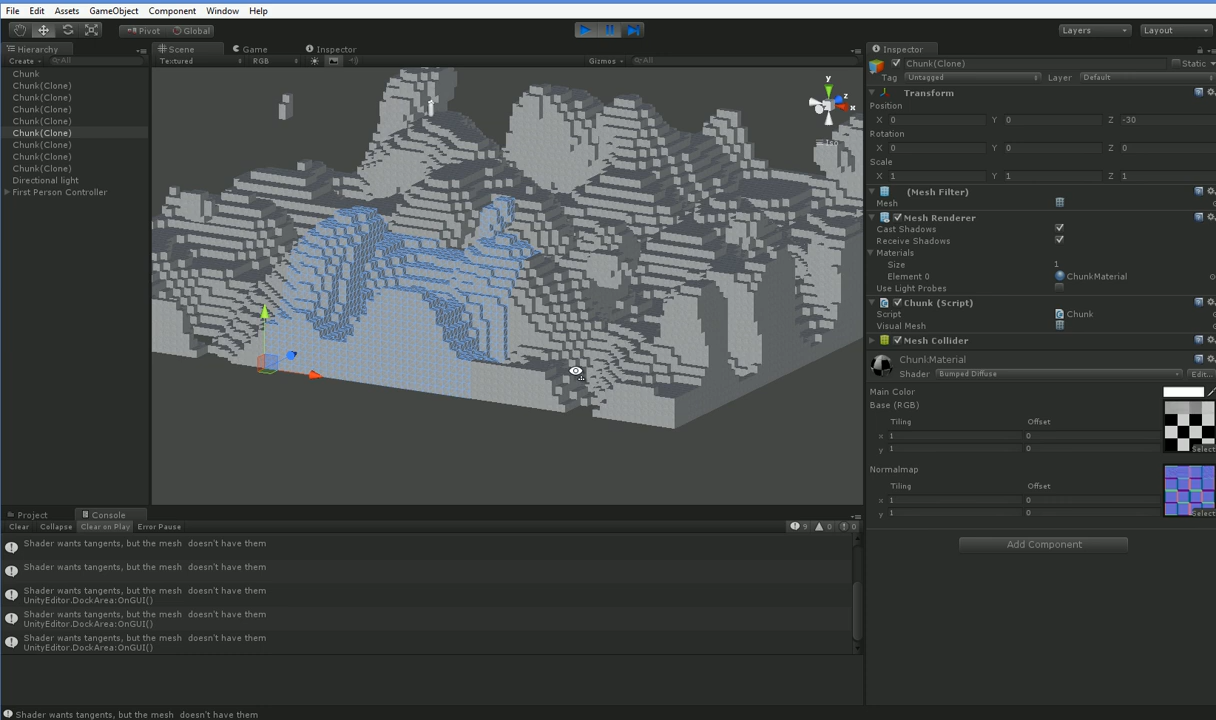 File Edit Assets GameObject Component Window Help
Pivot Global Layers Layout
Hierarchy
Create All
Chunk
Chunk(Clone)
Chunk(Clone)
Chunk(Clone)
Chunk(Clone)
Chunk(Clone)
Chunk(Clone)
Chunk(Clone)
Chunk(Clone)
Directional light
First Person Controller
Scene Game Inspector
Textured RGB Gizmos All
y
z
x
Iso
Inspector
Chunk(Clone) Static
Tag Untagged Layer Default
Transform
Position
X 0 Y 0 Z -30
Rotation
X 0 Y 0 Z 0
Scale
X 1 Y 1 Z 1
(Mesh Filter)
Mesh
Mesh Renderer
Cast Shadows
Receive Shadows
Materials
Size 1
Element 0 ChunkMaterial
Use Light Probes
Chunk (Script)
Script Chunk
Visual Mesh
Mesh Collider
ChunkMaterial
Shader Bumped Diffuse Edit...
Main Color
Base (RGB)
Tiling Offset
x 1 0
y 1 0
Select
Normalmap
Tiling Offset
x 1 0
y 1 0
Select
Add Component
Project Console
Clear Collapse Clear on Play Error Pause 9 0 0
Shader wants tangents, but the mesh doesn't have them
Shader wants tangents, but the mesh doesn't have them
Shader wants tangents, but the mesh doesn't have them
UnityEditor.DockArea:OnGUI()
Shader wants tangents, but the mesh doesn't have them
UnityEditor.DockArea:OnGUI()
Shader wants tangents, but the mesh doesn't have them
UnityEditor.DockArea:OnGUI()
Shader wants tangents, but the mesh doesn't have them